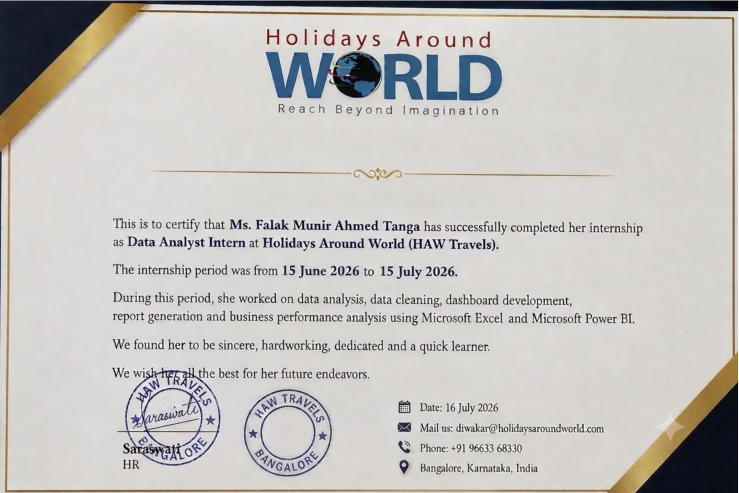 Holidays Around
WORLD
Reach Beyond Imagination
This is to certify that Ms. Falak Munir Ahmed Tanga has successfully completed her internship
as Data Analyst Intern at Holidays Around World (HAW Travels).
The internship period was from 15 June 2026 to 15 July 2026.
During this period, she worked on data analysis, data cleaning, dashboard development,
report generation and business performance analysis using Microsoft Excel and Microsoft Power BI.
We found her to be sincere, hardworking, dedicated and a quick learner.
We wish her all the best for her future endeavors.
HAW TRAVELS
Saraswati
BANGALORE
Saraswati
HR
HAW TRAVELS
BANGALORE
Date: 16 July 2026
Mail us: diwakar@holidaysaroundworld.com
Phone: +91 96633 68330
Bangalore, Karnataka, India